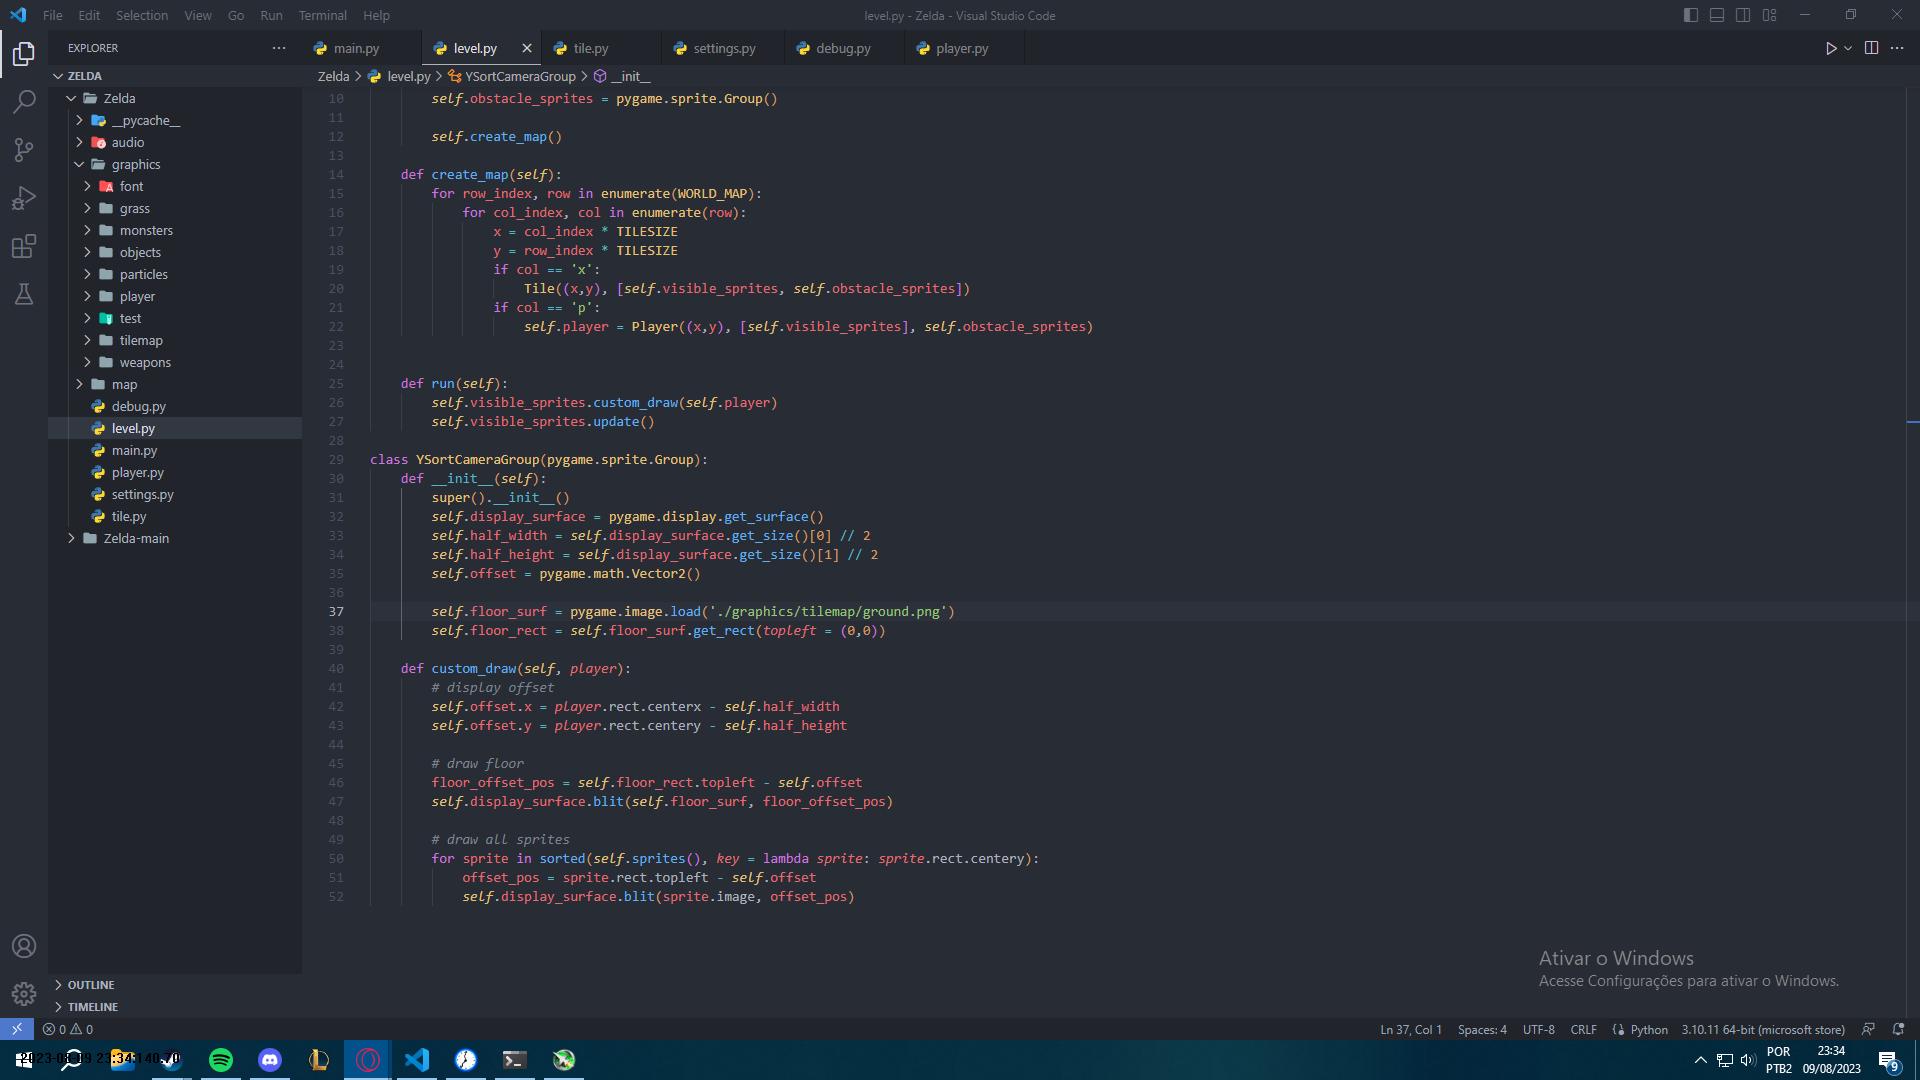 File Edit Selection View Go Run Terminal Help
level.py - Zelda - Visual Studio Code
EXPLORER
main.py
level.py
tile.py
settings.py
debug.py
player.py
ZELDA
Zelda
__pycache__
audio
graphics
font
grass
monsters
objects
particles
player
test
tilemap
weapons
map
debug.py
level.py
main.py
player.py
settings.py
tile.py
Zelda-main
OUTLINE
TIMELINE
Zelda > level.py > YSortCameraGroup > __init__
10 self.obstacle_sprites = pygame.sprite.Group()
11
12 self.create_map()
13
14 def create_map(self):
15 for row_index, row in enumerate(WORLD_MAP):
16 for col_index, col in enumerate(row):
17 x = col_index * TILESIZE
18 y = row_index * TILESIZE
19 if col == 'x':
20 Tile((x,y), [self.visible_sprites, self.obstacle_sprites])
21 if col == 'p':
22 self.player = Player((x,y), [self.visible_sprites], self.obstacle_sprites)
23
24
25 def run(self):
26 self.visible_sprites.custom_draw(self.player)
27 self.visible_sprites.update()
28
29 class YSortCameraGroup(pygame.sprite.Group):
30 def __init__(self):
31 super().__init__()
32 self.display_surface = pygame.display.get_surface()
33 self.half_width = self.display_surface.get_size()[0] // 2
34 self.half_height = self.display_surface.get_size()[1] // 2
35 self.offset = pygame.math.Vector2()
36
37 self.floor_surf = pygame.image.load('./graphics/tilemap/ground.png')
38 self.floor_rect = self.floor_surf.get_rect(topleft = (0,0))
39
40 def custom_draw(self, player):
41 # display offset
42 self.offset.x = player.rect.centerx - self.half_width
43 self.offset.y = player.rect.centery - self.half_height
44
45 # draw floor
46 floor_offset_pos = self.floor_rect.topleft - self.offset
47 self.display_surface.blit(self.floor_surf, floor_offset_pos)
48
49 # draw all sprites
50 for sprite in sorted(self.sprites(), key = lambda sprite: sprite.rect.centery):
51 offset_pos = sprite.rect.topleft - self.offset
52 self.display_surface.blit(sprite.image, offset_pos)
Ativar o Windows
Acesse Configurações para ativar o Windows.
0 0
Ln 37, Col 1 Spaces: 4 UTF-8 CRLF Python 3.10.11 64-bit (microsoft store)
POR
PTB2
23:34
09/08/2023
9